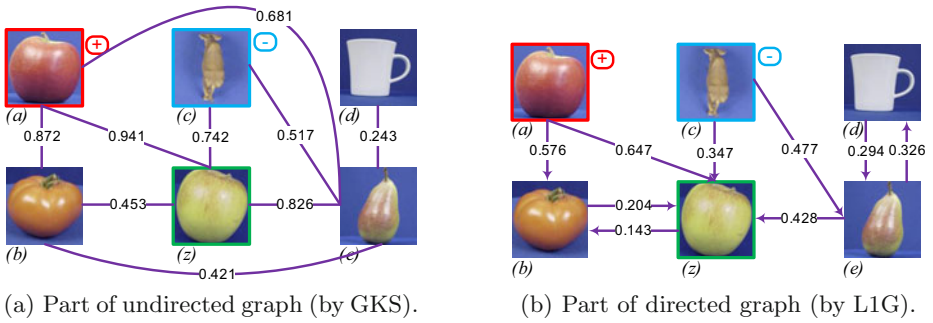 0.681
+
-
(a)
(c)
(d)
0.872
0.941
0.742
0.517
0.243
0.453
0.826
(b)
(z)
(e)
0.421
(a) Part of undirected graph (by GKS).
+
-
(a)
(c)
(d)
0.576
0.647
0.347
0.477
0.294
0.326
0.204
0.143
0.428
(b)
(z)
(e)
(b) Part of directed graph (by L1G).